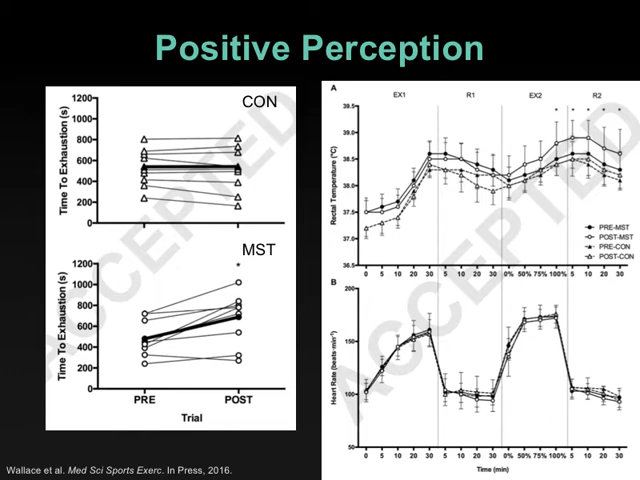 Positive Perception
CON
1200
1000
800
600
400
200
0
Time To Exhaustion (s)
MST
*
1200
1000
800
600
400
200
0
Time To Exhaustion (s)
PRE POST
Trial
ACCEPTED
A
EX1 R1 EX2 R2
* * * * *
39.5
39.0
38.5
38.0
37.5
37.0
36.5
Rectal Temperature (°C)
PRE-MST
POST-MST
PRE-CON
POST-CON
0 5 10 20 30 5 10 20 30 0% 50% 75% 100% 5 10 20 30
B
200
150
100
50
Heart Rate (beats·min-1)
0 5 10 20 30 5 10 20 30 0% 50% 75% 100% 5 10 20 30
Time (min)
ACCEPTED
Wallace et al. Med Sci Sports Exerc. In Press, 2016.